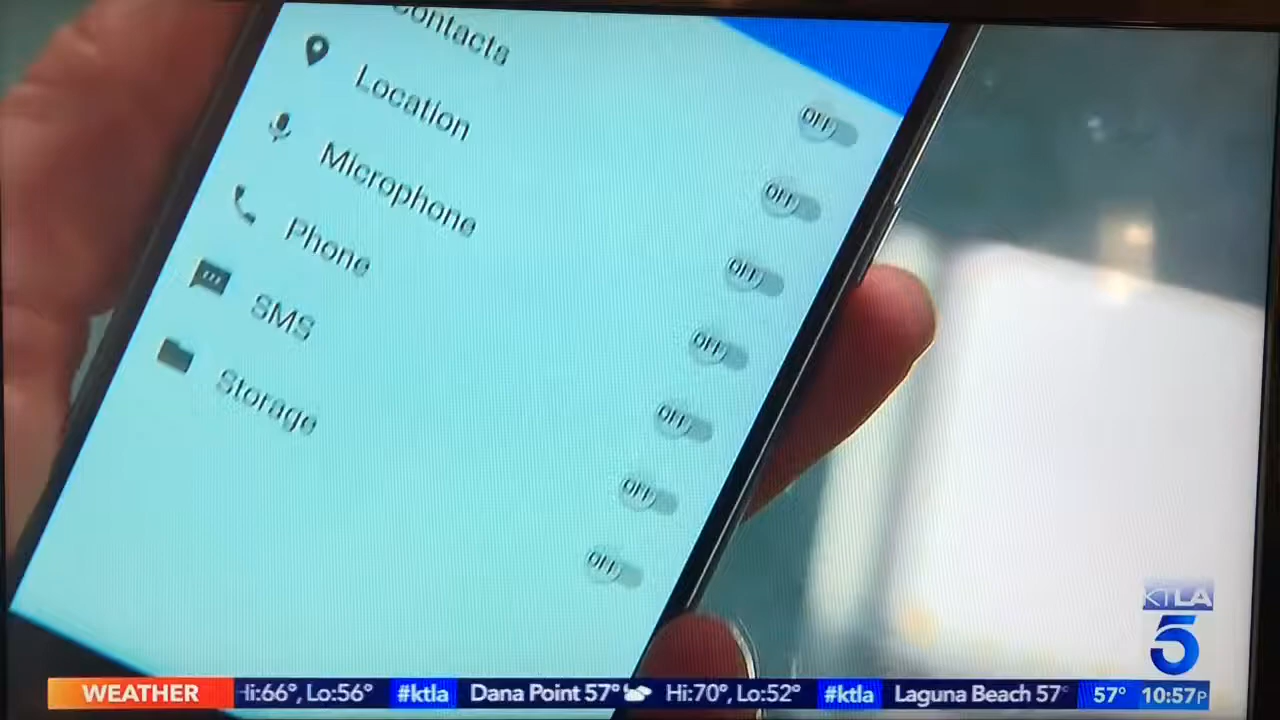 Contacts
OFF
Location
OFF
Microphone
OFF
Phone
OFF
SMS
OFF
Storage
OFF
OFF
KTLA
5
WEATHER Hi:66°, Lo:56° #ktla Dana Point 57° Hi:70°, Lo:52° #ktla Laguna Beach 57° 57° 10:57P